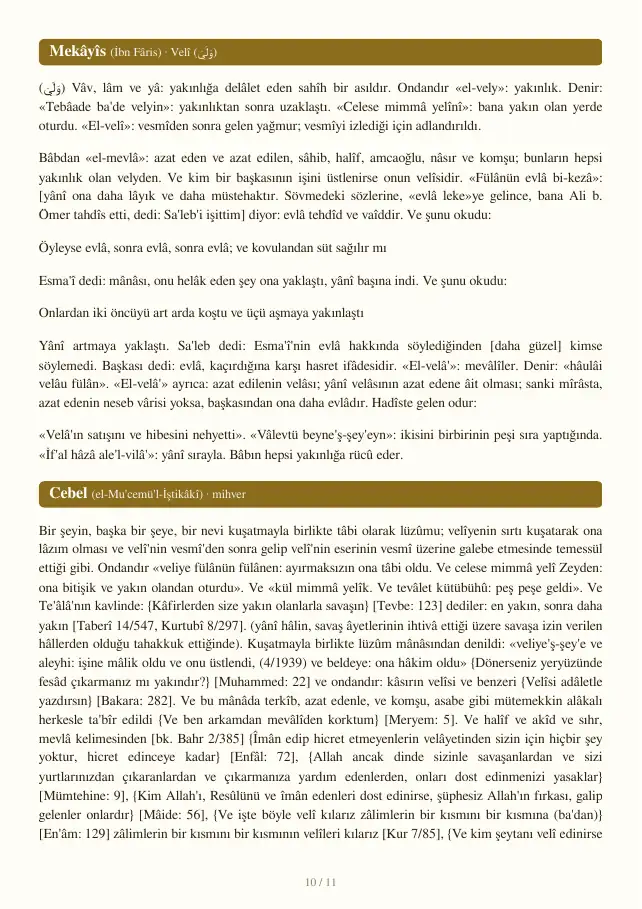 Mekâyîs (İbn Fâris) · Velî (وَلَيَ)
(وَلَيَ) Vâv, lâm ve yâ: yakınlığa delâlet eden sahîh bir asıldır. Ondandır «el-vely»: yakınlık. Denir:
«Tebâade ba'de velyin»: yakınlıktan sonra uzaklaştı. «Celese mimmâ yelînî»: bana yakın olan yerde
oturdu. «El-velî»: vesmîden sonra gelen yağmur; vesmîyi izlediği için adlandırıldı.
Bâbdan «el-mevlâ»: azat eden ve azat edilen, sâhib, halîf, amcaoğlu, nâsır ve komşu; bunların hepsi
yakınlık olan velyden. Ve kim bir başkasının işini üstlenirse onun velîsidir. «Fülânün evlâ bi-kezâ»:
[yânî ona daha lâyık ve daha müstehaktır. Sövmedeki sözlerine, «evlâ leke»ye gelince, bana Ali b.
Ömer tahdîs etti, dedi: Sa'leb'i işittim] diyor: evlâ tehdîd ve vaîddir. Ve şunu okudu:
Öyleyse evlâ, sonra evlâ, sonra evlâ; ve kovulandan süt sağılır mı
Esma'î dedi: mânâsı, onu helâk eden şey ona yaklaştı, yânî başına indi. Ve şunu okudu:
Onlardan iki öncüyü art arda koştu ve üçü aşmaya yakınlaştı
Yânî artmaya yaklaştı. Sa'leb dedi: Esma'î'nin evlâ hakkında söylediğinden [daha güzel] kimse
söylemedi. Başkası dedi: evlâ, kaçırdığına karşı hasret ifâdesidir. «El-velâ'»: mevâlîler. Denir: «hâulâi
velâu fülân». «El-velâ'» ayrıca: azat edilenin velâsı; yânî velâsının azat edene âit olması; sanki mîrâsta,
azat edenin neseb vârisi yoksa, başkasından ona daha evlâdır. Hadîste gelen odur:
«Velâ'ın satışını ve hibesini nehyetti». «Vâlevtü beyne'ş-şey'eyn»: ikisini birbirinin peşi sıra yaptığında.
«İf'al hâzâ ale'l-vilâ'»: yânî sırayla. Bâbın hepsi yakınlığa rücû eder.
Cebel (el-Mu'cemü'l-İştikâkî) · mihver
Bir şeyin, başka bir şeye, bir nevi kuşatmayla birlikte tâbi olarak lüzûmu; velîyenin sırtı kuşatarak ona
lâzım olması ve velî'nin vesmî'den sonra gelip velî'nin eserinin vesmî üzerine galebe etmesinde temessül
ettiği gibi. Ondandır «veliye fülânün fülânen: ayırmaksızın ona tâbi oldu. Ve celese mimmâ yelî Zeyden:
ona bitişik ve yakın olandan oturdu». Ve «kül mimmâ yelîk. Ve tevâlet kütübühû: peş peşe geldi». Ve
Te'âlâ'nın kavlinde: {Kâfirlerden size yakın olanlarla savaşın} [Tevbe: 123] dediler: en yakın, sonra daha
yakın [Taberî 14/547, Kurtubî 8/297]. (yânî hâlin, savaş âyetlerinin ihtivâ ettiği üzere savaşa izin verilen
hâllerden olduğu tahakkuk ettiğinde). Kuşatmayla birlikte lüzûm mânâsından denildi: «veliye'ş-şey'e ve
aleyhi: işine mâlik oldu ve onu üstlendi, (4/1939) ve beldeye: ona hâkim oldu» {Dönerseniz yeryüzünde
fesâd çıkarmanız mı yakındır?} [Muhammed: 22] ve ondandır: kâsırın velîsi ve benzeri {Velîsi adâletle
yazdırsın} [Bakara: 282]. Ve bu mânâda terkîb, azat edenle, ve komşu, asabe gibi mütemekkin alâkalı
herkesle ta'bîr edildi {Ve ben arkamdan mevâlîden korktum} [Meryem: 5]. Ve halîf ve akîd ve sıhr,
mevlâ kelimesinden [bk. Bahr 2/385] {Îmân edip hicret etmeyenlerin velâyetinden sizin için hiçbir şey
yoktur, hicret edinceye kadar} [Enfâl: 72], {Allah ancak dinde sizinle savaşanlardan ve sizi
yurtlarınızdan çıkaranlardan ve çıkarmanıza yardım edenlerden, onları dost edinmenizi yasaklar}
[Mümtehine: 9], {Kim Allah'ı, Resûlünü ve îmân edenleri dost edinirse, şüphesiz Allah'ın fırkası, galip
gelenler onlardır} [Mâide: 56], {Ve işte böyle velî kılarız zâlimlerin bir kısmını bir kısmına (ba'dan)}
[En'âm: 129] zâlimlerin bir kısmını bir kısmının velîleri kılarız [Kur 7/85], {Ve kim şeytanı velî edinirse
10 / 11